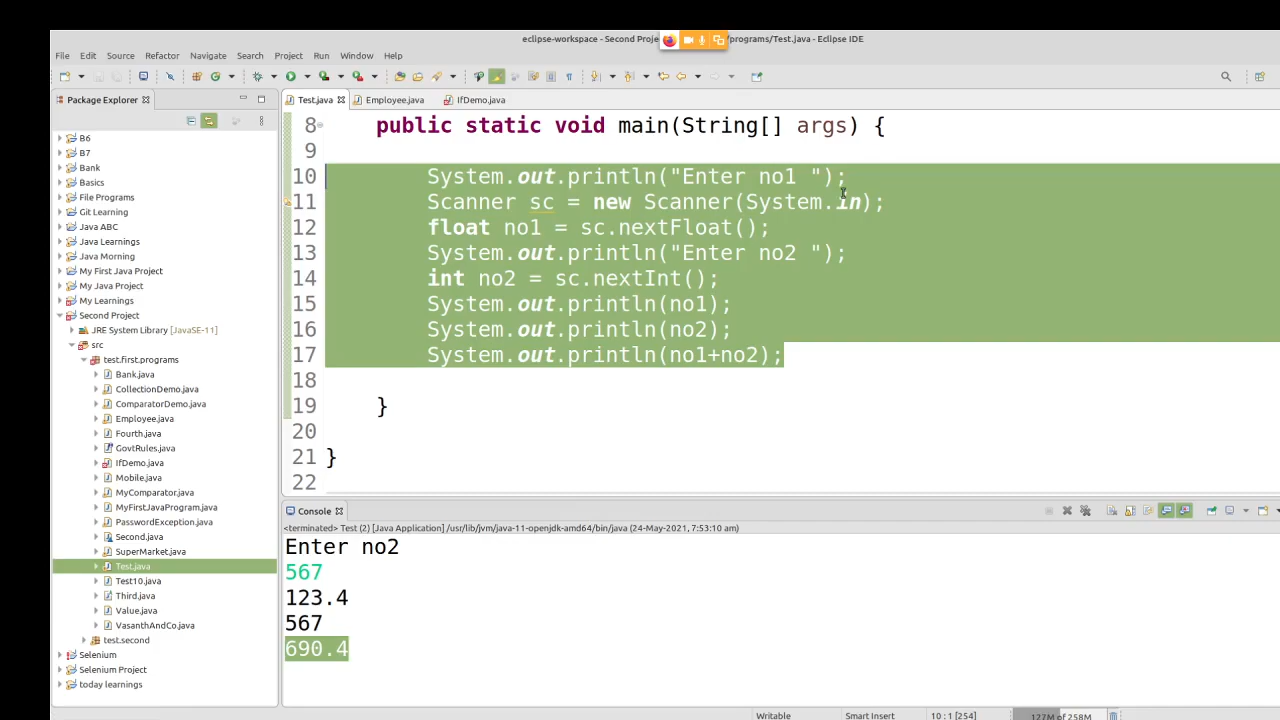 eclipse-workspace - Second Proje
/programs/Test.java - Eclipse IDE
File Edit Source Refactor Navigate Search Project Run Window Help
Package Explorer
Test.java Employee.java IfDemo.java
B6
B7
Bank
Basics
File Programs
Git Learning
Java ABC
Java Learnings
Java Morning
My First Java Project
My Java Project
My Learnings
Second Project
JRE System Library [JavaSE-11]
src
test.first.programs
Bank.java
CollectionDemo.java
ComparatorDemo.java
Employee.java
Fourth.java
GovtRules.java
IfDemo.java
Mobile.java
MyComparator.java
MyFirstJavaProgram.java
PasswordException.java
Second.java
SuperMarket.java
Test.java
Test10.java
Third.java
Value.java
VasanthAndCo.java
test.second
Selenium
Selenium Project
today learnings
8 public static void main(String[] args) {
9
10 System.out.println("Enter no1 ");
11 Scanner sc = new Scanner(System.in);
12 float no1 = sc.nextFloat();
13 System.out.println("Enter no2 ");
14 int no2 = sc.nextInt();
15 System.out.println(no1);
16 System.out.println(no2);
17 System.out.println(no1+no2);
18
19 }
20
21 }
22
Console
<terminated> Test (2) [Java Application] /usr/lib/jvm/java-11-openjdk-amd64/bin/java (24-May-2021, 7:53:10 am)
Enter no2
567
123.4
567
690.4
Writable Smart Insert 10 : 1 [254] 127M of 258M